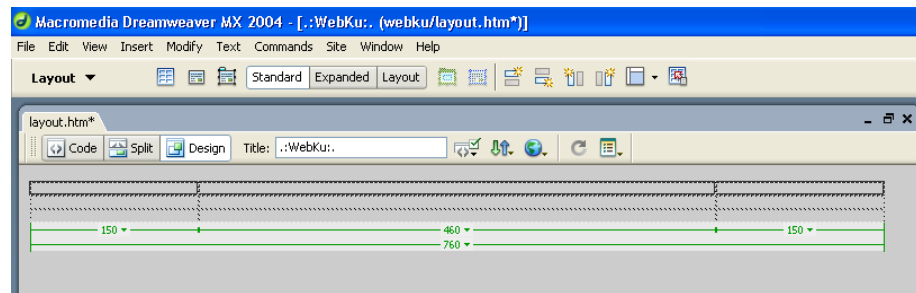 Macromedia Dreamweaver MX 2004 - [.:WebKu:. (webku/layout.htm*)]
File Edit View Insert Modify Text Commands Site Window Help
Layout Standard Expanded Layout
layout.htm*
Code Split Design Title: .:WebKu:.
150 460 150
760